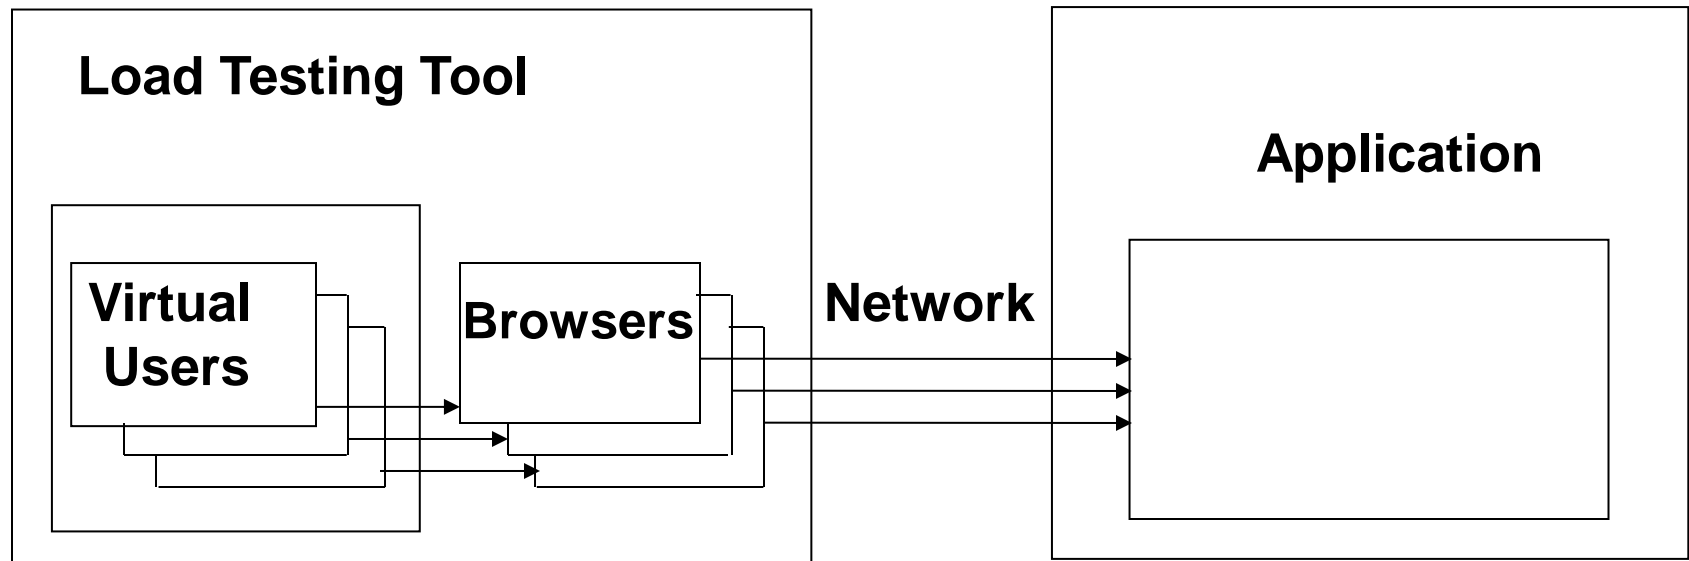 Load Testing Tool
Application
Virtual
Users
Browsers
Network